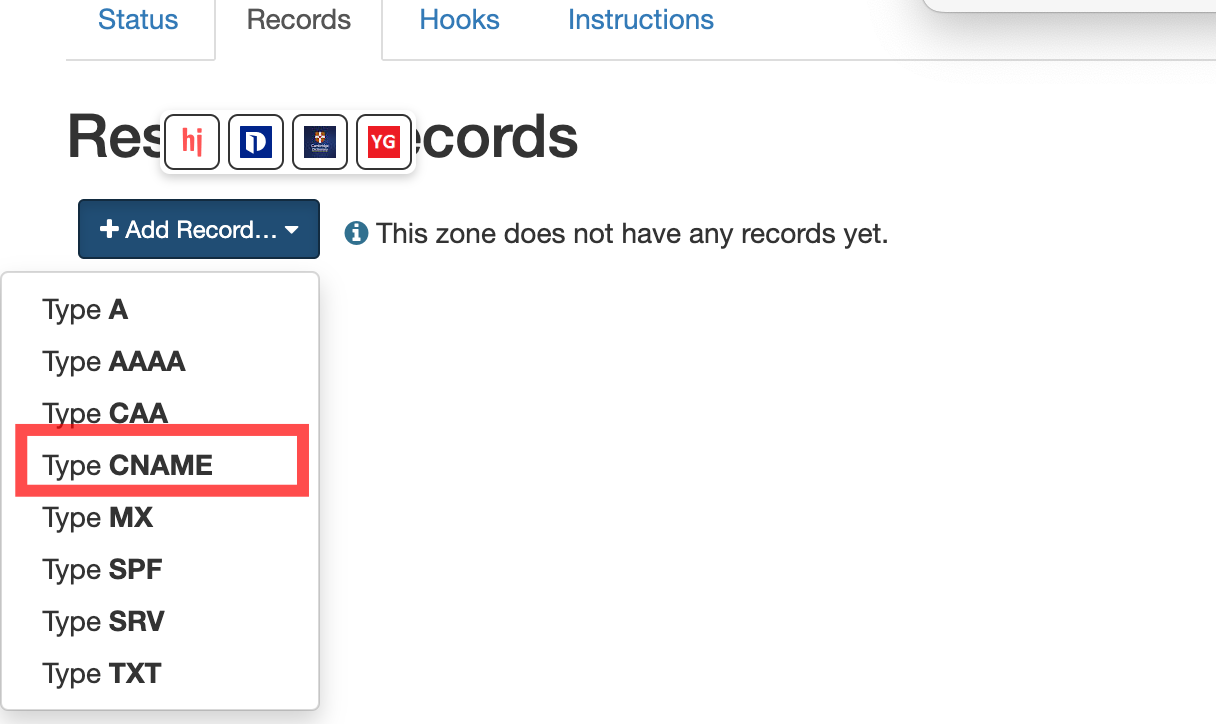 Status Records Hooks Instructions
Res ecords
hj D YG
+ Add Record... This zone does not have any records yet.
Type A
Type AAAA
Type CAA
Type CNAME
Type MX
Type SPF
Type SRV
Type TXT